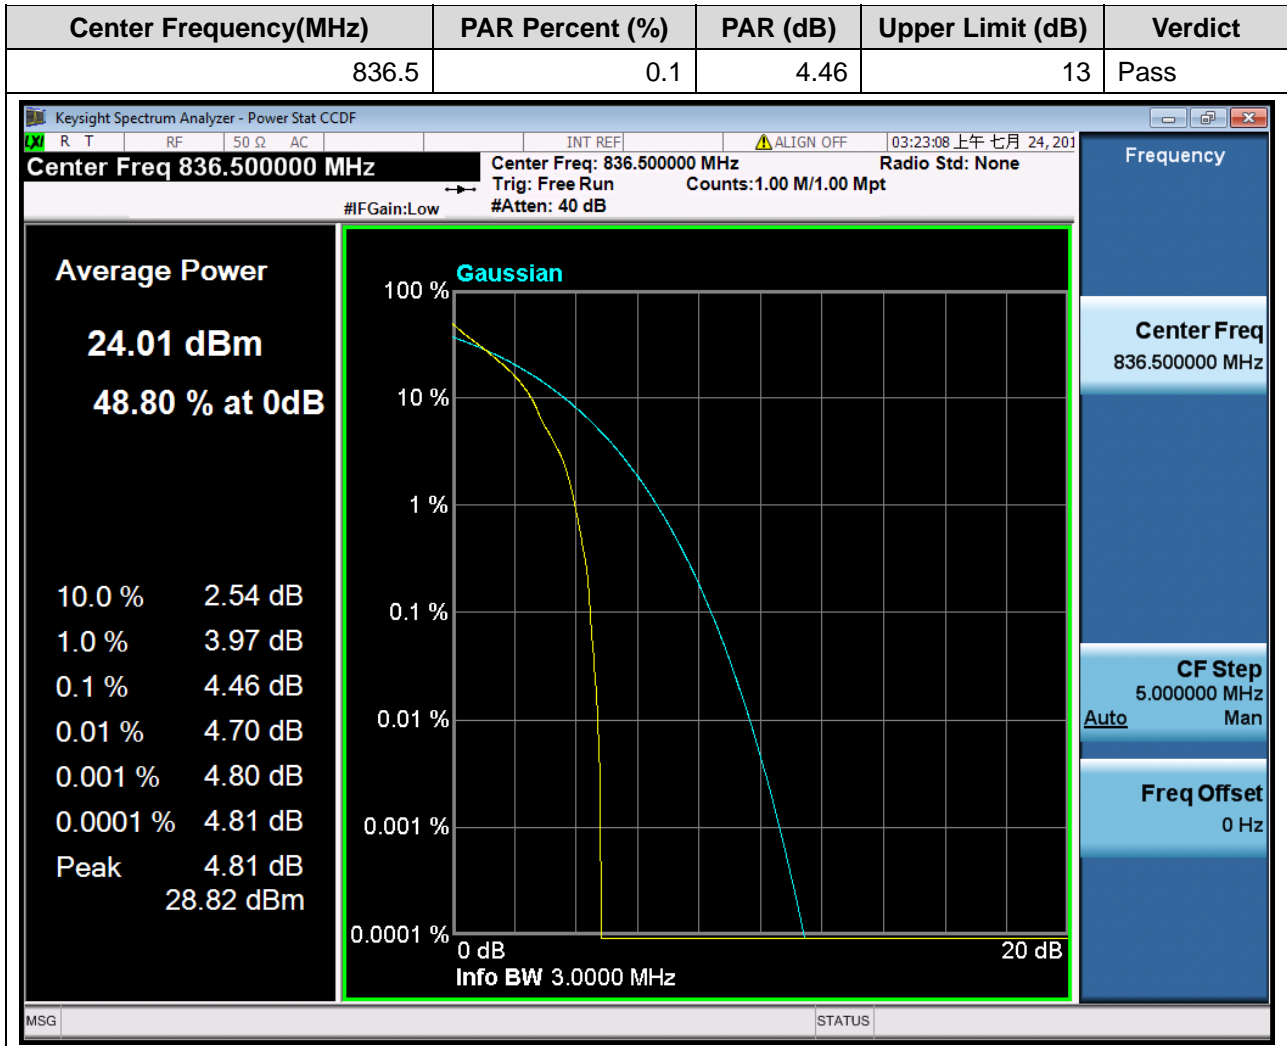 Center Frequency(MHz) PAR Percent (%) PAR (dB) Upper Limit (dB) Verdict
836.5 0.1 4.46 13 Pass
Keysight Spectrum Analyzer - Power Stat CCDF
LXI R T RF 50 Ω AC INT REF ALIGN OFF 03:23:08 上午 七月 24, 201
Center Freq 836.500000 MHz
Center Freq: 836.500000 MHz Radio Std: None
Trig: Free Run Counts:1.00 M/1.00 Mpt
#IFGain:Low #Atten: 40 dB
Average Power
24.01 dBm
48.80 % at 0dB
10.0 % 2.54 dB
1.0 % 3.97 dB
0.1 % 4.46 dB
0.01 % 4.70 dB
0.001 % 4.80 dB
0.0001 % 4.81 dB
Peak 4.81 dB
28.82 dBm
Gaussian
100 %
10 %
1 %
0.1 %
0.01 %
0.001 %
0.0001 %
0 dB 20 dB
Info BW 3.0000 MHz
Frequency
Center Freq
836.500000 MHz
CF Step
5.000000 MHz
Auto Man
Freq Offset
0 Hz
MSG STATUS